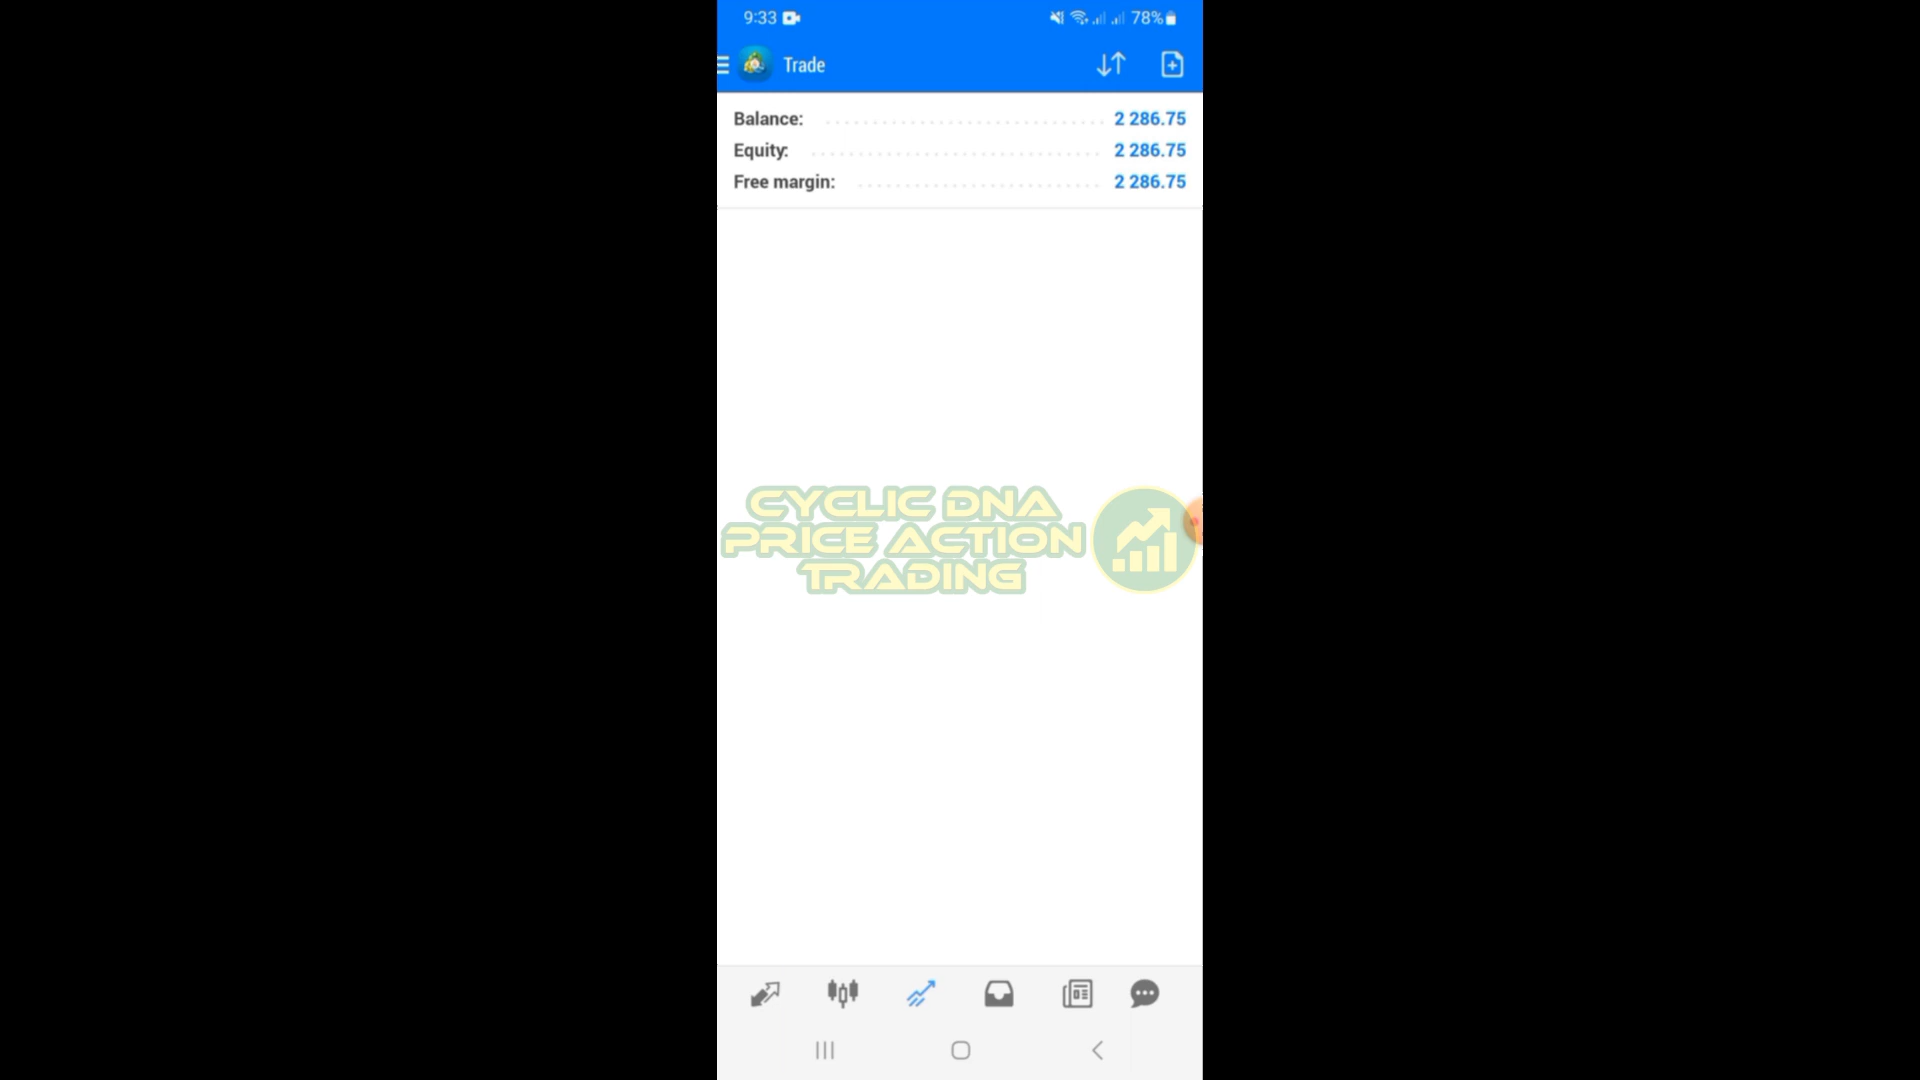 9:33
78%
Trade
Balance: 2 286.75
Equity: 2 286.75
Free margin: 2 286.75
CYCLIC DNA
PRICE ACTION
TRADING